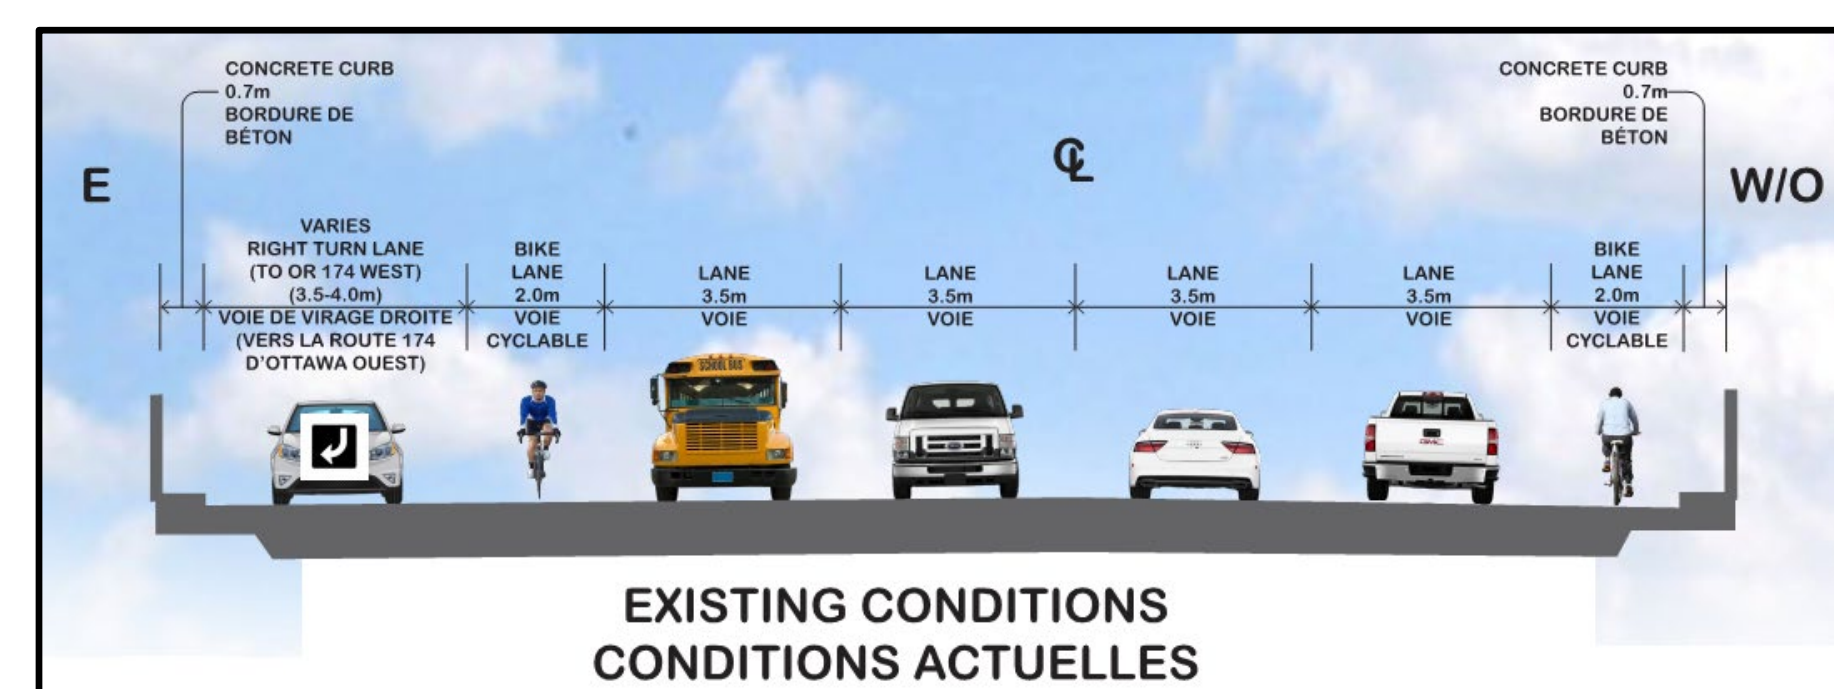 CONCRETE CURB
0.7m
BORDURE DE
BÉTON
CONCRETE CURB
0.7m
BORDURE DE
BÉTON
E
℄
W/O
VARIES
RIGHT TURN LANE
(TO OR 174 WEST)
(3.5-4.0m)
VOIE DE VIRAGE DROITE
(VERS LA ROUTE 174
D'OTTAWA OUEST)
BIKE
LANE
2.0m
VOIE
CYCLABLE
LANE
3.5m
VOIE
LANE
3.5m
VOIE
LANE
3.5m
VOIE
LANE
3.5m
VOIE
BIKE
LANE
2.0m
VOIE
CYCLABLE
SCHOOL BUS
GMC
EXISTING CONDITIONS
CONDITIONS ACTUELLES